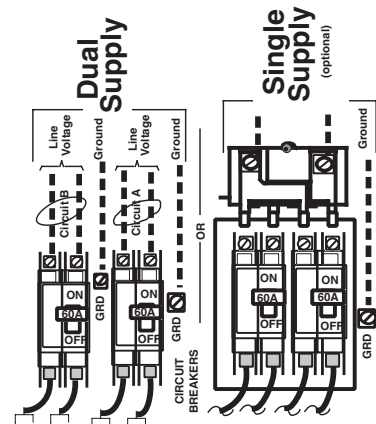 Dual
Supply
Line
Voltage
Ground
Line
Voltage
Ground
Circuit B
Circuit A
ON
60A
OFF
GRD
ON
60A
OFF
GRD
CIRCUIT
BREAKERS
OR
Single
Supply
(optional)
Ground
ON
60A
OFF
ON
60A
OFF
GRD